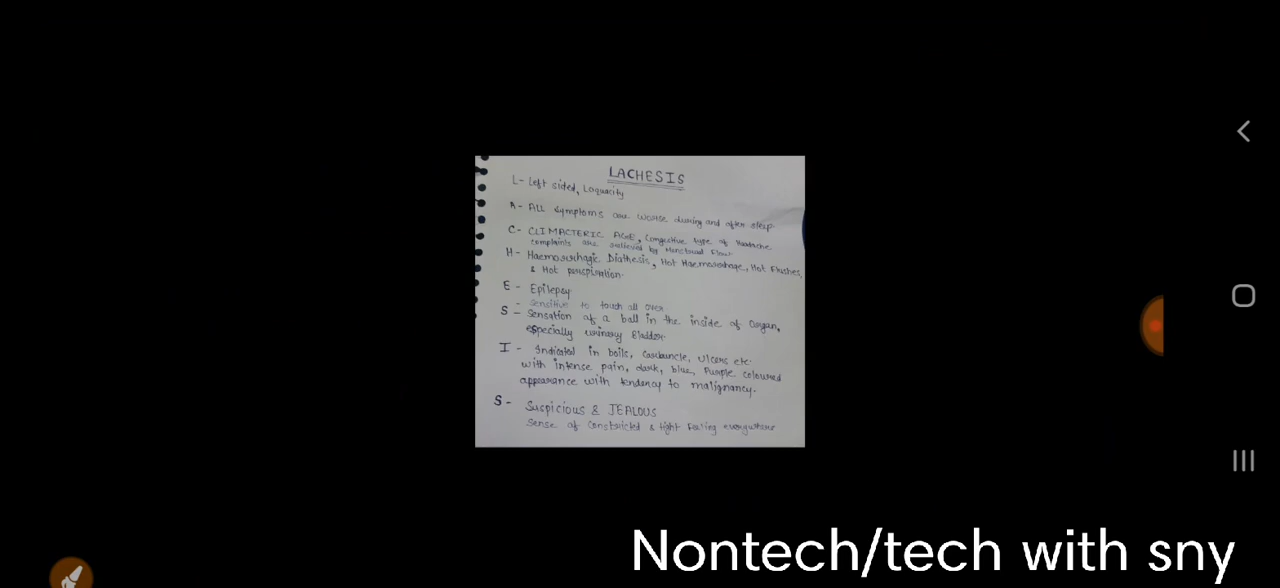 LACHESIS
L- Left sided, Loquacity
A- ALL symptoms are worse during and after sleep.
C- CLIMACTERIC AGE, Congestive type of Headache
complaints are relieved by Menstrual Flow
H- Haemorrhagic Diathesis, Hot Haemorrhage, Hot Flushes,
& Hot perspiration.
E - Epilepsy
- Sensitive to touch all over
S - Sensation of a ball in the inside of Organ,
especially urinary Bladder.
I - Indicated in boils, Carbuncle, Ulcers etc.
with intense pain, dark, blue, Purple coloured
appearance with tendency to malignancy.
S - Suspicious & JEALOUS
Sense of Constricted & tight feeling everywhere
Nontech/tech with sny